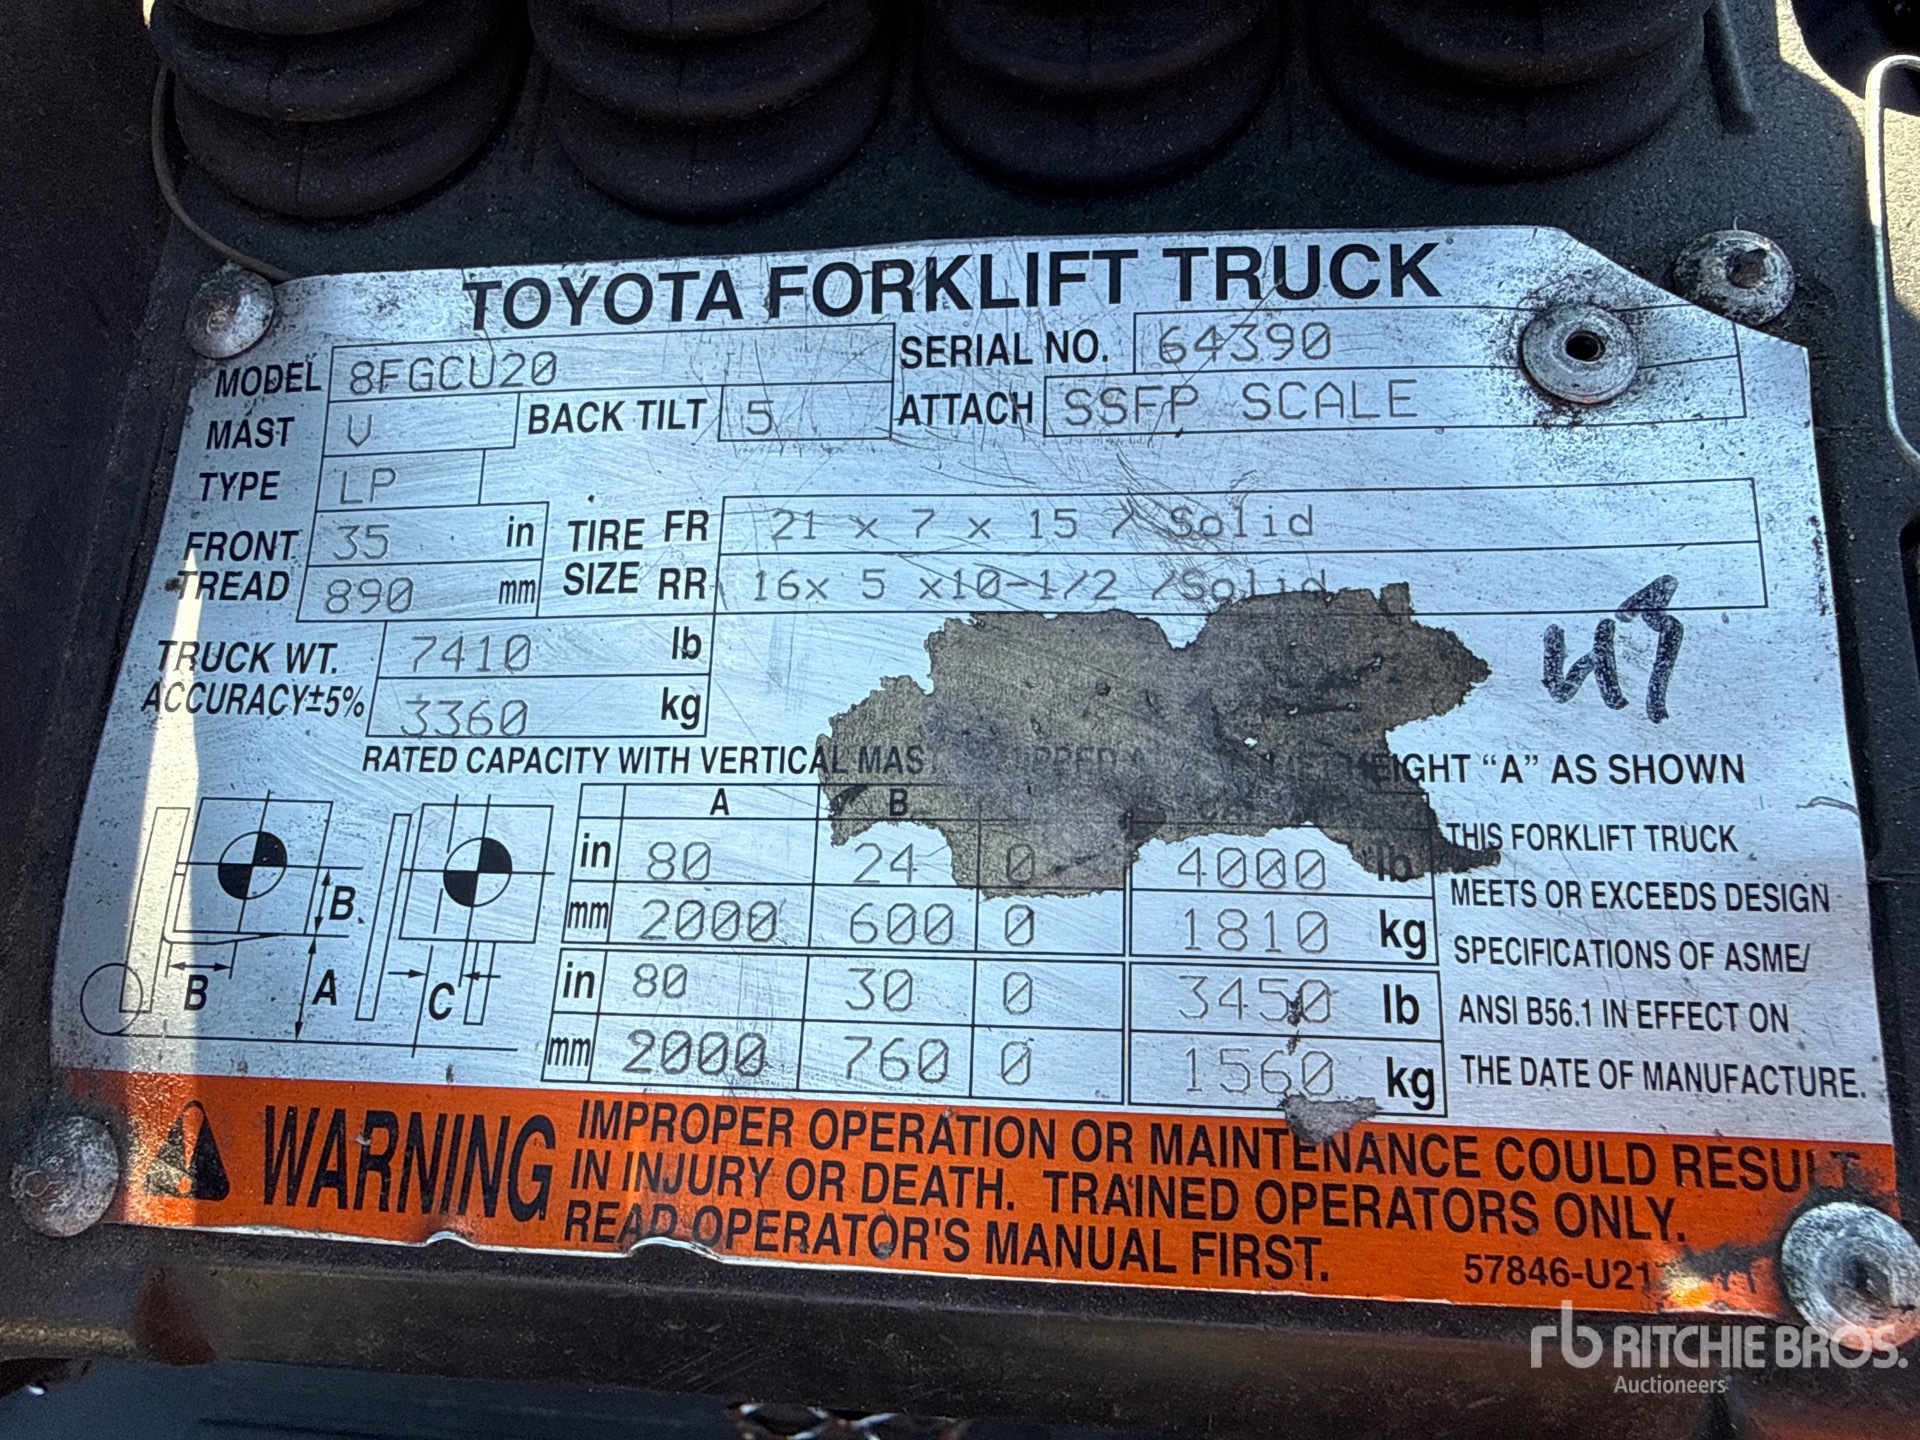 TOYOTA FORKLIFT TRUCK
MODEL 8FGCU20 SERIAL NO. 64390
MAST V BACK TILT 5 ATTACH SSFP SCALE
TYPE LP
FRONT TREAD 35 in TIRE SIZE FR 21 x 7 x 15 / Solid
890 mm RR 16x 5 x10-1/2 /Solid
TRUCK WT. 7410 lb
ACCURACY±5% 3360 kg
RATED CAPACITY WITH VERTICAL MAST "A" AS SHOWN
A B
in 80 24 0 4000 lb
mm 2000 600 0 1810 kg
in 80 30 0 3450 lb
mm 2000 760 0 1560 kg
B
B A C
THIS FORKLIFT TRUCK
MEETS OR EXCEEDS DESIGN
SPECIFICATIONS OF ASME/
ANSI B56.1 IN EFFECT ON
THE DATE OF MANUFACTURE.
WARNING
IMPROPER OPERATION OR MAINTENANCE COULD RESULT
IN INJURY OR DEATH. TRAINED OPERATORS ONLY.
READ OPERATOR'S MANUAL FIRST.
57846-U21
rb RITCHIE BROS.
Auctioneers